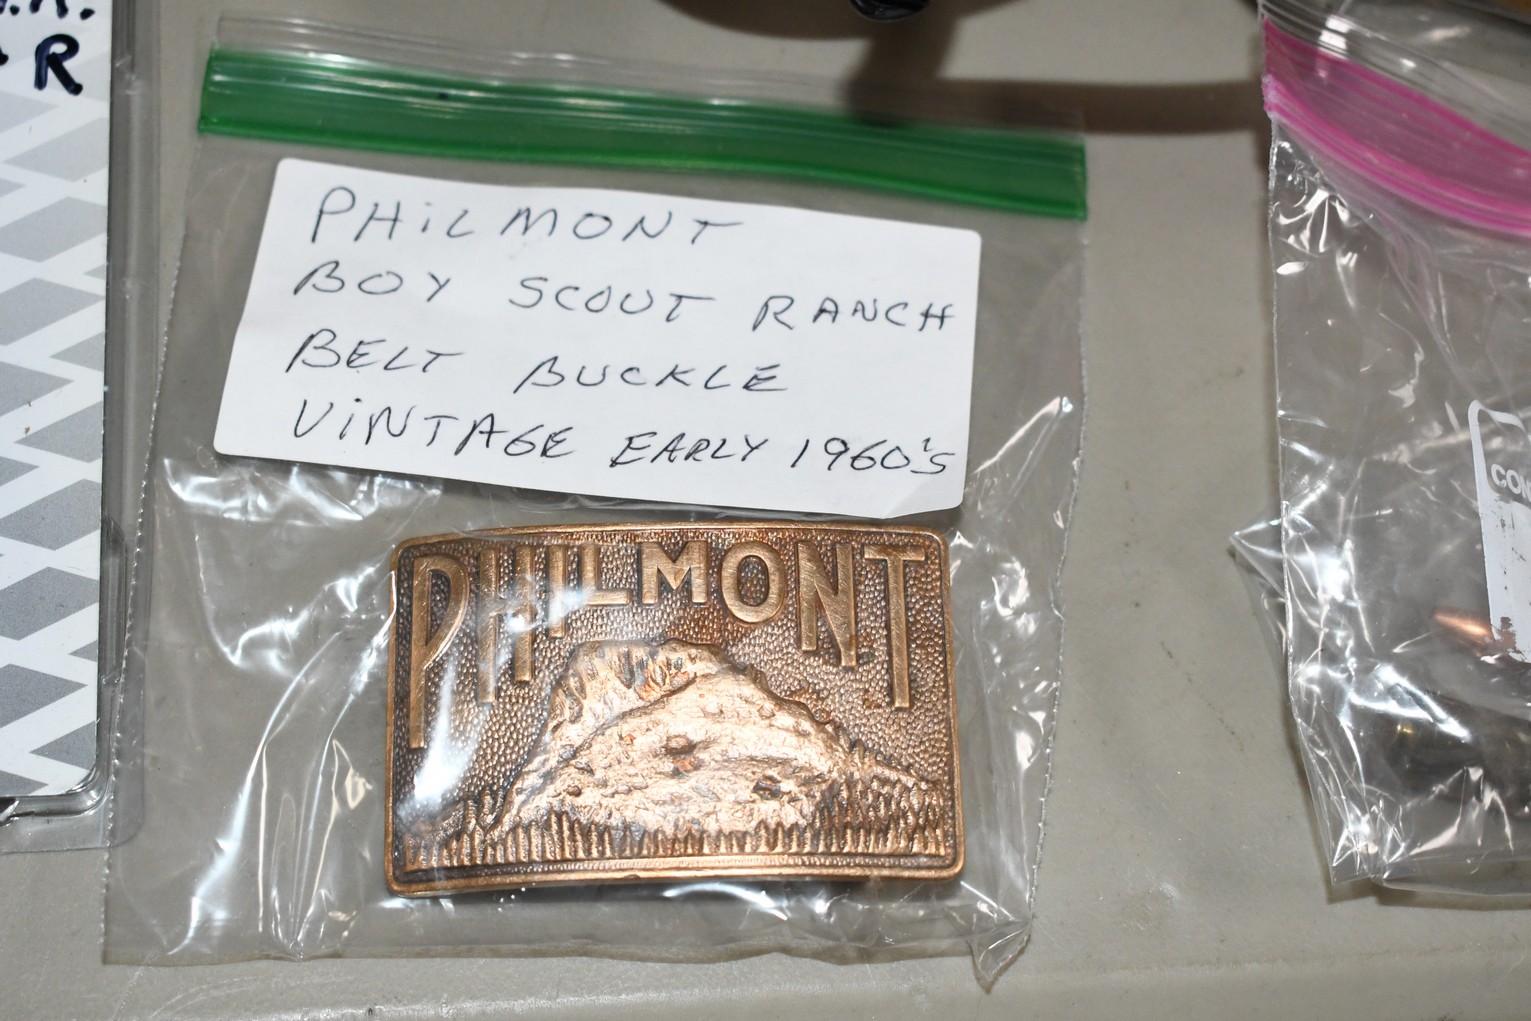 R
PHiLMONT
BOY SCOUT RANCH
BELT BUCKLE
ViNTAGE EARLY 1960's
PHILMONT